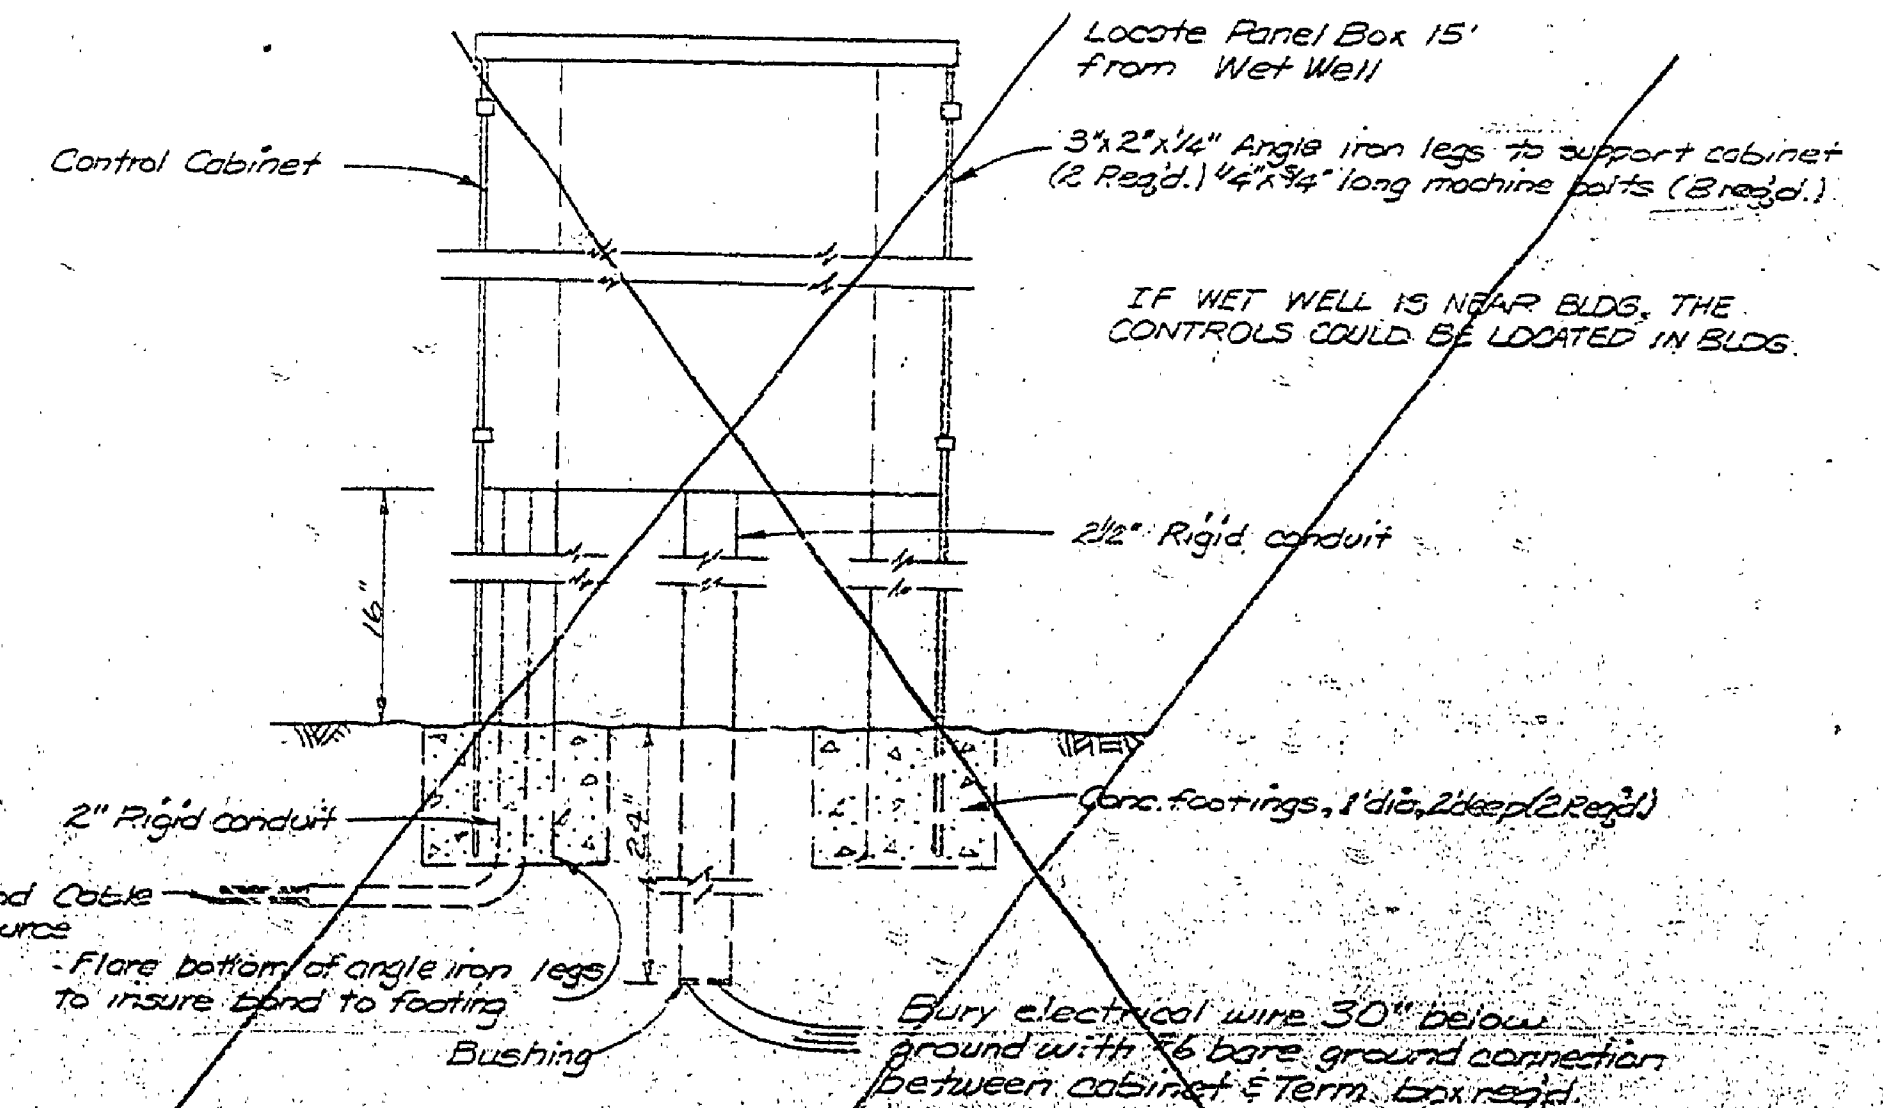 Locate Panel Box 15'
from Wet Well
Control Cabinet
3"x2"x1/4" Angle iron legs to support cabinet
(2 Req'd.) 1/4"x3/4" long machine bolts (8 req'd.)
IF WET WELL IS NEAR BLDG. THE
CONTROLS COULD BE LOCATED IN BLDG.
2 1/2" Rigid conduit
16"
2" Rigid conduit
24"
Conc. footings, 1' dia, 2' deep (2 Req'd.)
Cable
- Flare bottom of angle iron legs
to insure bond to footing
Bushing
Bury electrical wire 30" below
ground with #6 bare ground connection
between cabinet & Term. box req'd.